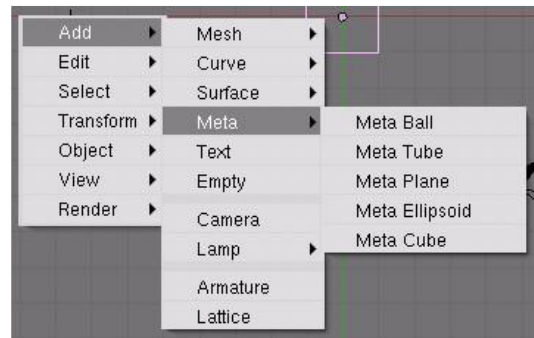 Add
Edit
Select
Transform
Object
View
Render
Mesh
Curve
Surface
Meta
Text
Empty
Camera
Lamp
Armature
Lattice
Meta Ball
Meta Tube
Meta Plane
Meta Ellipsoid
Meta Cube